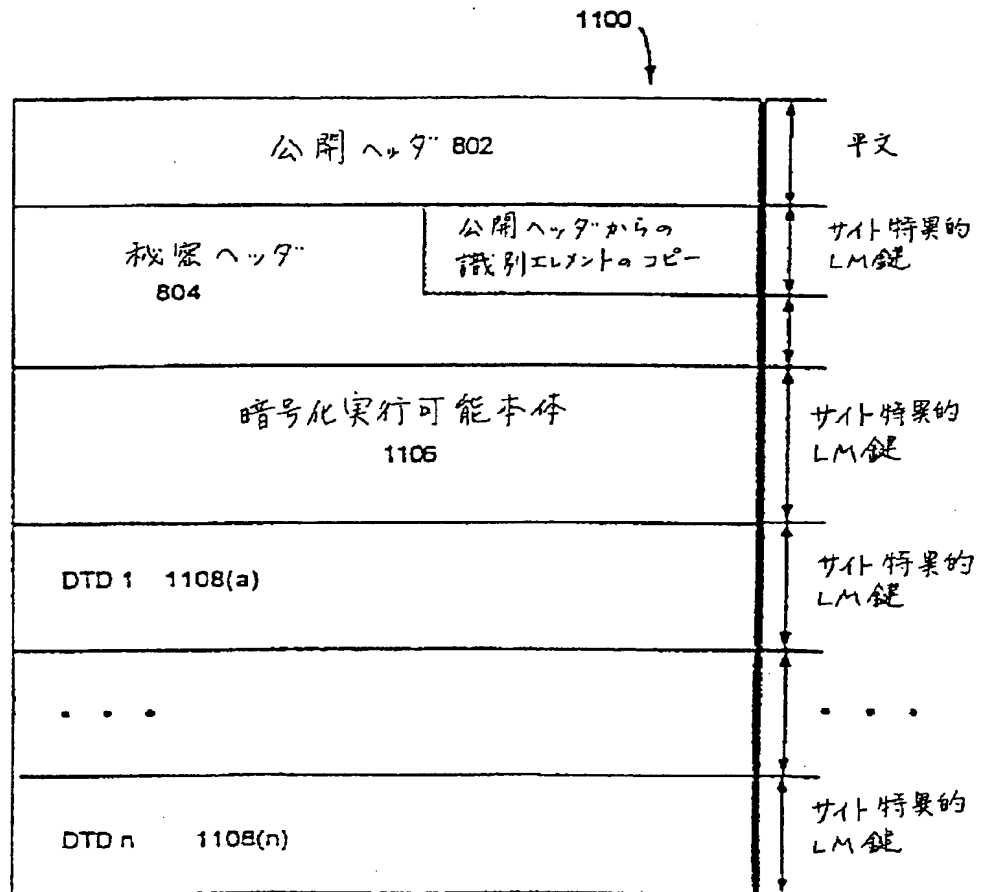 1100
公開ヘッダ 802
平文
秘密ヘッダ
804
公開ヘッダからの
識別エレメントのコピー
サイト特異的
LM鍵
暗号化実行可能本体
1106
サイト特異的
LM鍵
DTD 1 1108(a)
サイト特異的
LM鍵
• • •
• • •
DTD n 1108(n)
サイト特異的
LM鍵